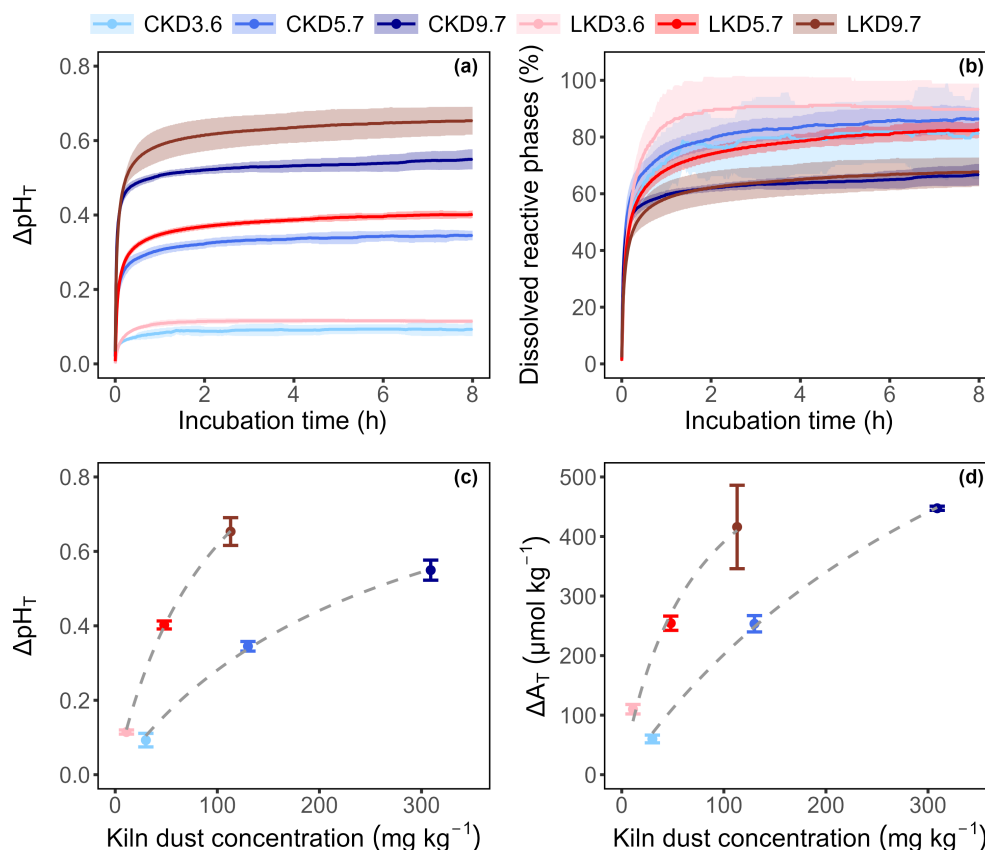 CKD3.6 CKD5.7 CKD9.7 LKD3.6 LKD5.7 LKD9.7
(a)
ΔpH_T
0.8
0.6
0.4
0.2
0.0
0 2 4 6 8
Incubation time (h)
(b)
Dissolved reactive phases (%)
100
80
60
40
20
0
0 2 4 6 8
Incubation time (h)
(c)
ΔpH_T
0.8
0.6
0.4
0.2
0.0
0 100 200 300
Kiln dust concentration (mg kg⁻¹)
(d)
ΔA_T (μmol kg⁻¹)
500
400
300
200
100
0
0 100 200 300
Kiln dust concentration (mg kg⁻¹)